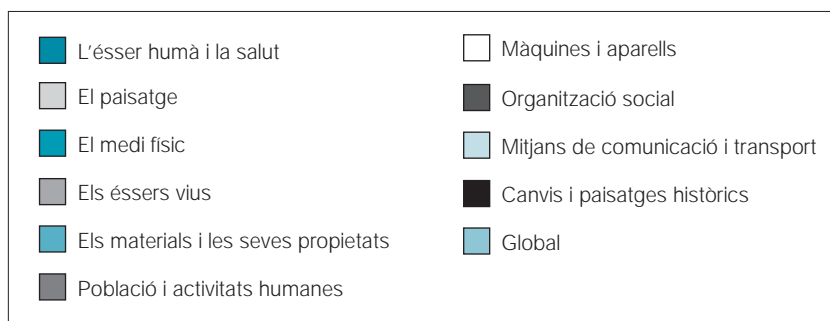 L'ésser humà i la salut
El paisatge
El medi físic
Els éssers vius
Els materials i les seves propietats
Població i activitats humanes
Màquines i aparells
Organització social
Mitjans de comunicació i transport
Canvis i paisatges històrics
Global